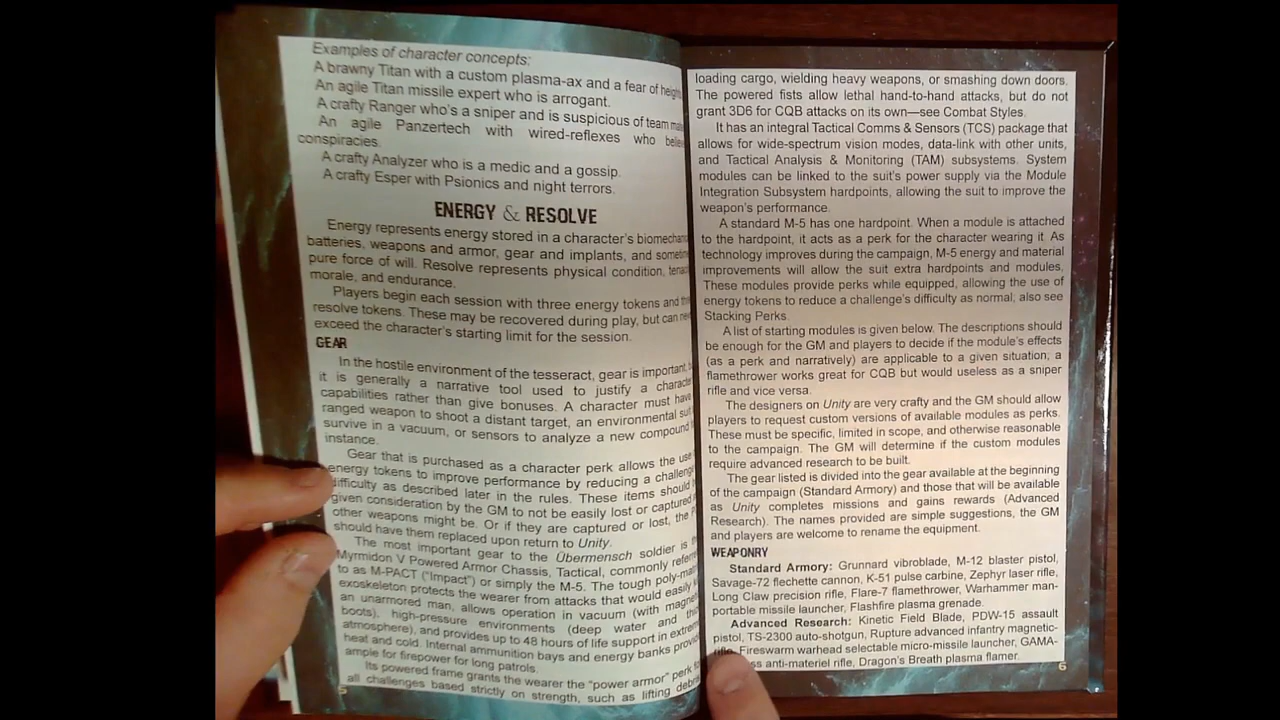 Examples of character concepts:
A brawny Titan with a custom plasma-ax and a fear of
An agile Titan missile expert who is arrogant.
A crafty Ranger who's a sniper and is suspicious of team
An agile Panzertech with wired-reflexes who
conspiracies.
A crafty Analyzer who is a medic and a gossip.
A crafty Esper with Psionics and night terrors.
ENERGY & RESOLVE
Energy represents energy stored in a character's
batteries, weapons and armor, gear and implants, and
pure force of will. Resolve represents physical condition,
morale, and endurance.
Players begin each session with three energy tokens and
resolve tokens. These may be recovered during play, but can
exceed the character's starting limit for the session.
GEAR
In the hostile environment of the tesseract, gear is important,
it is generally a narrative tool used to justify a
capabilities rather than give bonuses. A character must have
ranged weapon to shoot a distant target, an environmental
survive in a vacuum, or sensors to analyze a new compound
instance.
Gear that is purchased as a character perk allows the use
energy tokens to improve performance by reducing a
difficulty as described later in the rules. These items should
given consideration by the GM to not be easily lost or captured
other weapons might be. Or if they are captured or lost, the
should have them replaced upon return to Unity.
The most important gear to the Übermensch soldier is
Myrmidon V Powered Armor Chassis, Tactical, commonly
to as M-PACT ("Impact") or simply the M-5. The tough
exoskeleton protects the wearer from attacks that would easily
an unarmored man, allows operation in vacuum (with
boots), high-pressure environments (deep water and
atmosphere), and provides up to 48 hours of life support in
heat and cold. Internal ammunition bays and energy banks
ample for firepower for long patrols.
Its powered frame grants the wearer the "power armor" perk
all challenges based strictly on strength, such as lifting
5
loading cargo, wielding heavy weapons, or smashing down doors.
The powered fists allow lethal hand-to-hand attacks, but do not
grant 3D6 for CQB attacks on its own—see Combat Styles.
It has an integral Tactical Comms & Sensors (TCS) package that
allows for wide-spectrum vision modes, data-link with other units,
and Tactical Analysis & Monitoring (TAM) subsystems. System
modules can be linked to the suit's power supply via the Module
Integration Subsystem hardpoints, allowing the suit to improve the
weapon's performance.
A standard M-5 has one hardpoint. When a module is attached
to the hardpoint, it acts as a perk for the character wearing it. As
technology improves during the campaign, M-5 energy and material
improvements will allow the suit extra hardpoints and modules,
These modules provide perks while equipped, allowing the use of
energy tokens to reduce a challenge's difficulty as normal; also see
Stacking Perks.
A list of starting modules is given below. The descriptions should
be enough for the GM and players to decide if the module's effects
(as a perk and narratively) are applicable to a given situation; a
flamethrower works great for CQB but would useless as a sniper
rifle and vice versa.
The designers on Unity are very crafty and the GM should allow
players to request custom versions of available modules as perks.
These must be specific, limited in scope, and otherwise reasonable
to the campaign. The GM will determine if the custom modules
require advanced research to be built.
The gear listed is divided into the gear available at the beginning
of the campaign (Standard Armory) and those that will be available
as Unity completes missions and gains rewards (Advanced
Research). The names provided are simple suggestions, the GM
and players are welcome to rename the equipment.
WEAPONRY
Standard Armory: Grunnard vibroblade, M-12 blaster pistol,
Savage-72 flechette cannon, K-51 pulse carbine, Zephyr laser rifle,
Long Claw precision rifle, Flare-7 flamethrower, Warhammer man-
portable missile launcher, Flashfire plasma grenade.
Advanced Research: Kinetic Field Blade, PDW-15 assault
pistol, TS-2300 auto-shotgun, Rupture advanced infantry magnetic-
rifle, Fireswarm warhead selectable micro-missile launcher, GAMA-
anti-materiel rifle, Dragon's Breath plasma flamer.
6